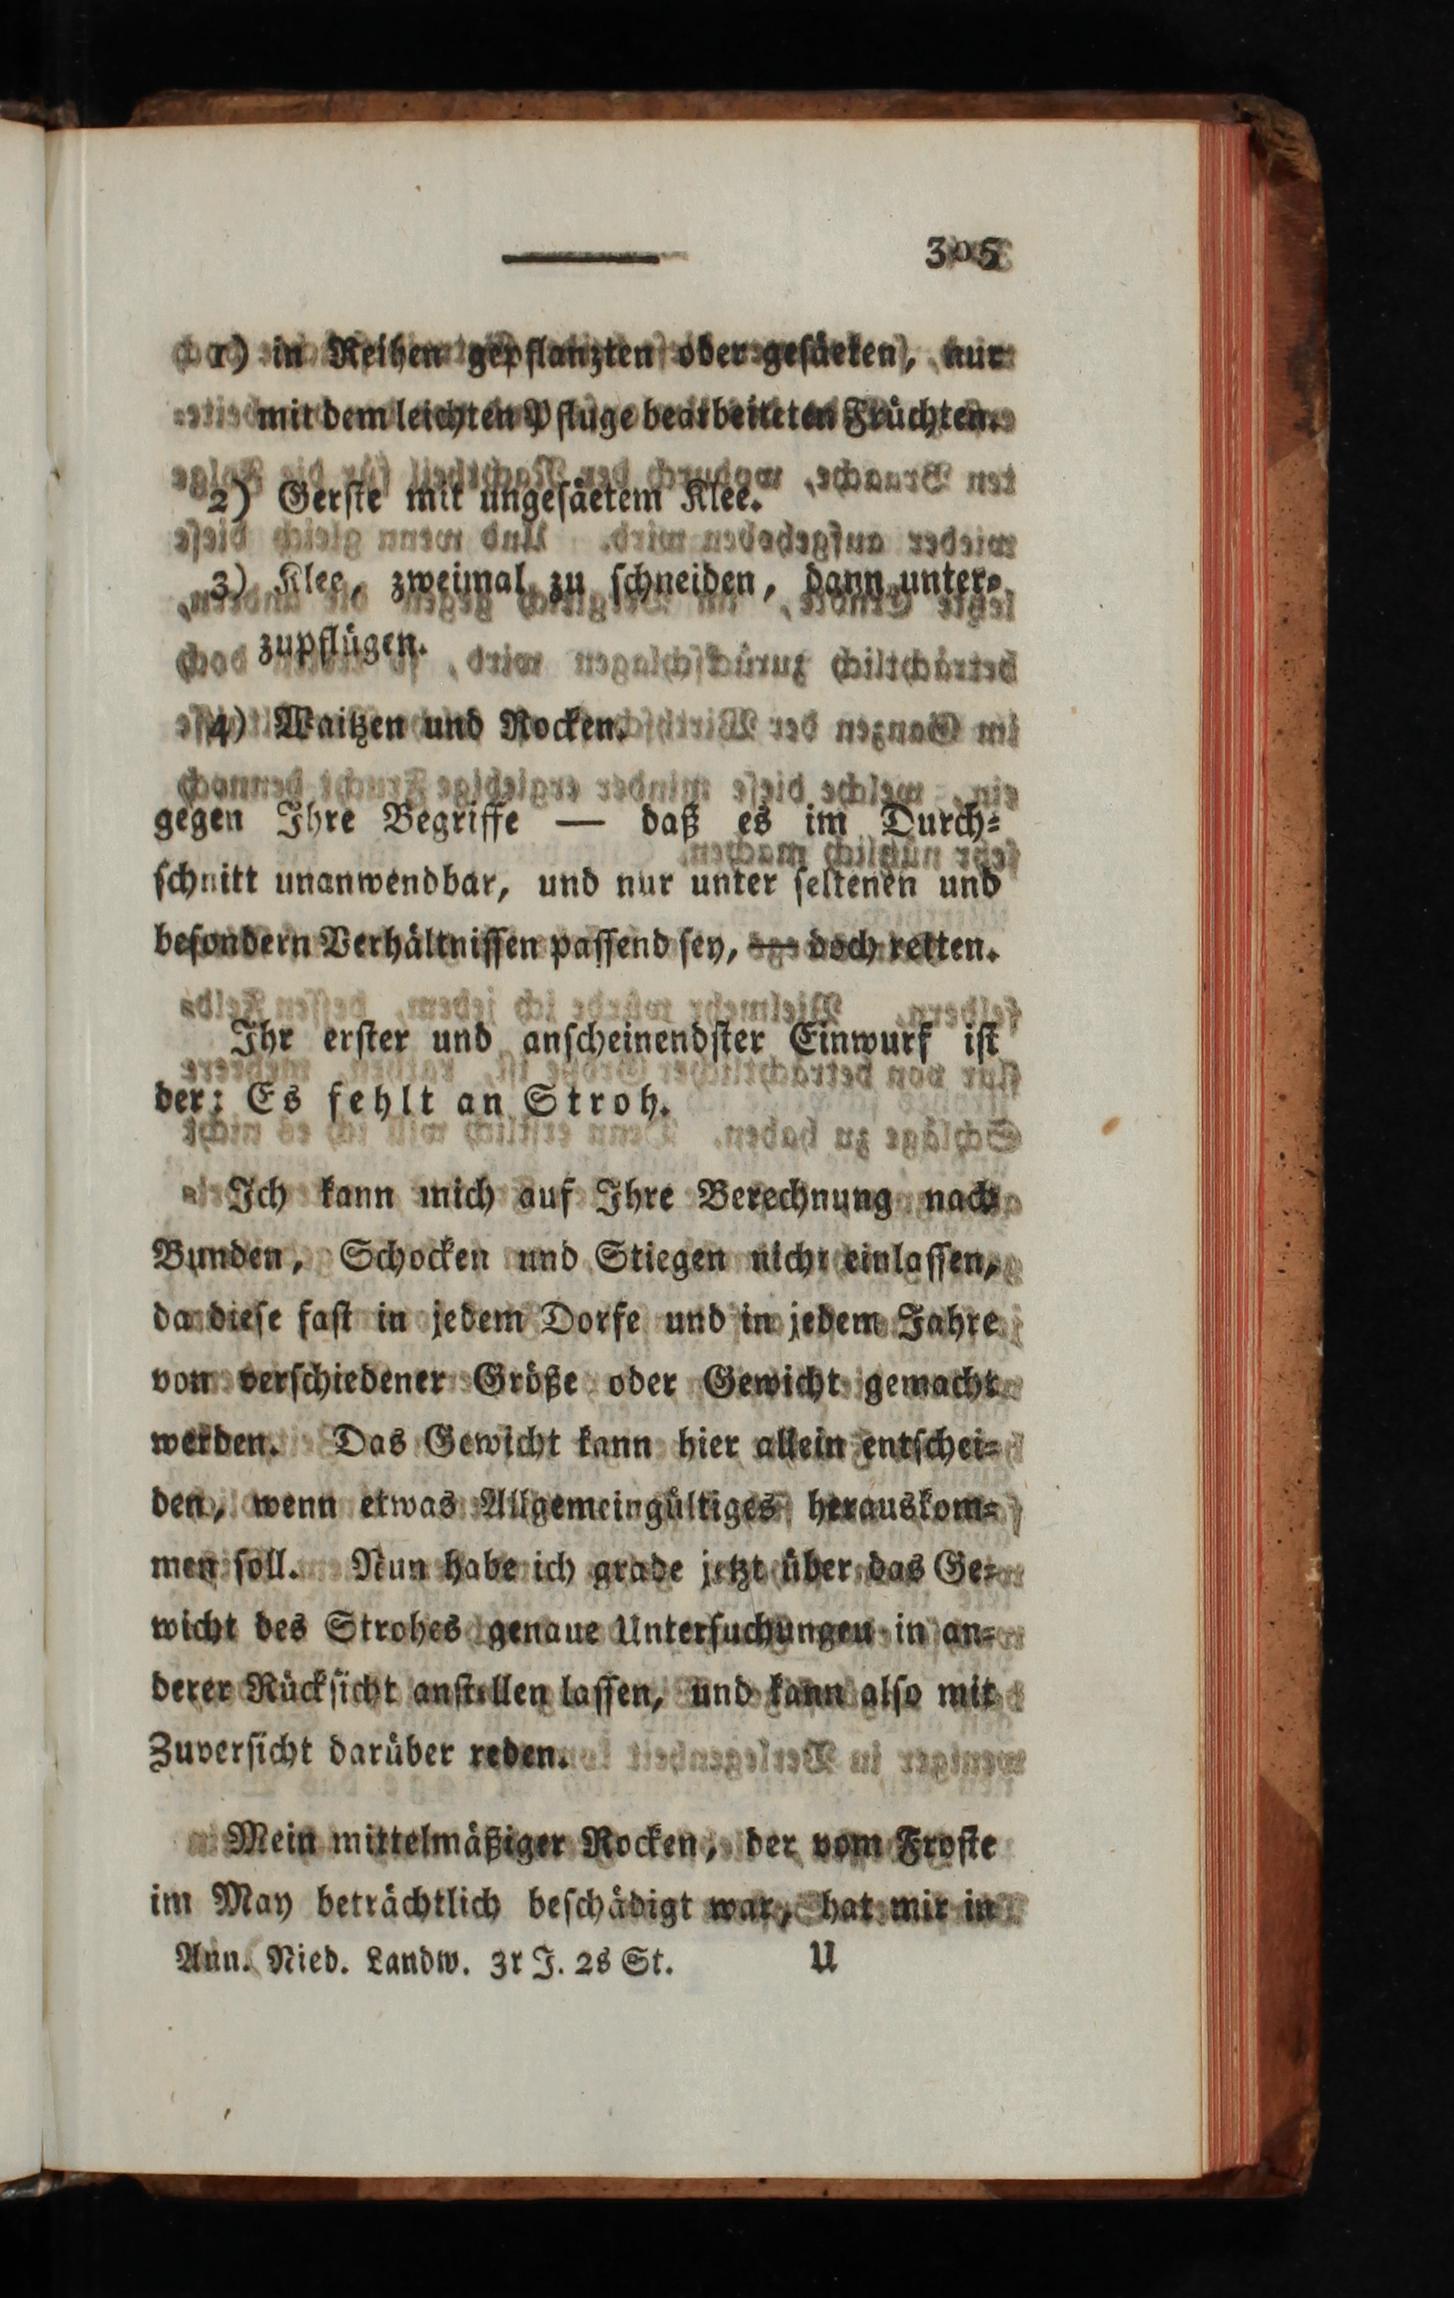 305
1) in Reihen gepflanzten oder gesäeten, nur
mit dem leichten Pfluge bearbeiteten Früchten.
2) Gerste mit ungesäetem Klee.
3) Klee, zweimal zu schneiden, dann unter-
zupflügen.
4) Waitzen und Rocken.
gegen Ihre Begriffe — daß es im Durch-
schnitt unanwendbar, und nur unter seltenen und
besondern Verhältnissen passend sey, — doch retten.
Ihr erster und anscheinendster Einwurf ist
der: Es fehlt an Stroh.
Ich kann mich auf Ihre Berechnung nach
Bunden, Schocken und Stiegen nicht einlassen,
da diese fast in jedem Dorfe und in jedem Jahre
von verschiedener Größe oder Gewicht gemacht
werden. Das Gewicht kann hier allein entschei-
den, wenn etwas Allgemeingültiges herauskom-
men soll. Nun habe ich grade jetzt über das Ge-
wicht des Strohes genaue Untersuchungen in an-
derer Rücksicht anstellen lassen, und kann also mit
Zuversicht darüber reden.
Mein mittelmäßiger Rocken, der vom Froste
im May beträchtlich beschädigt war, hat mir in
Ann. Nied. Landw. 3r J. 2s St. U